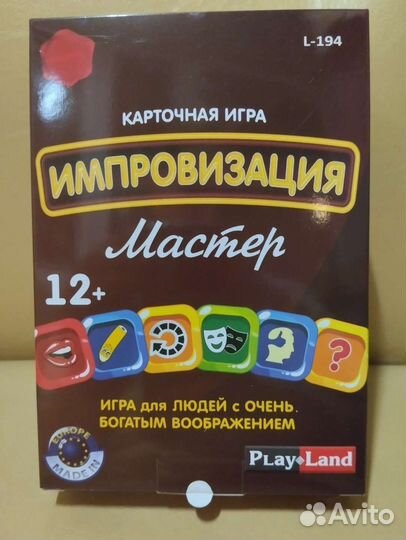 L-194
КАРТОЧНАЯ ИГРА
ИМПРОВИЗАЦИЯ
Мастер
12+
?
ИГРА для ЛЮДЕЙ с ОЧЕНЬ
БОГАТЫМ ВООБРАЖЕНИЕМ
EUROPE
MADE IN
PLAY LAND
Avito